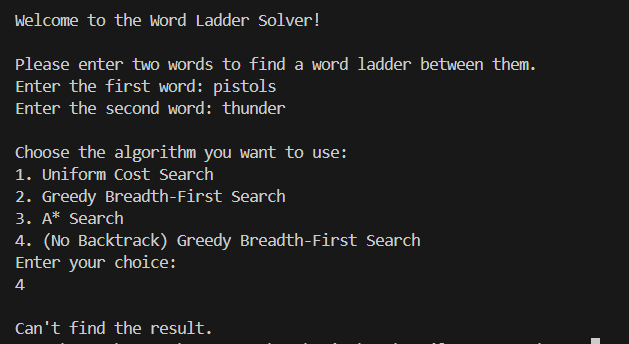 Welcome to the Word Ladder Solver!
Please enter two words to find a word ladder between them.
Enter the first word: pistols
Enter the second word: thunder
Choose the algorithm you want to use:
1. Uniform Cost Search
2. Greedy Breadth-First Search
3. A* Search
4. (No Backtrack) Greedy Breadth-First Search
Enter your choice:
4
Can't find the result.